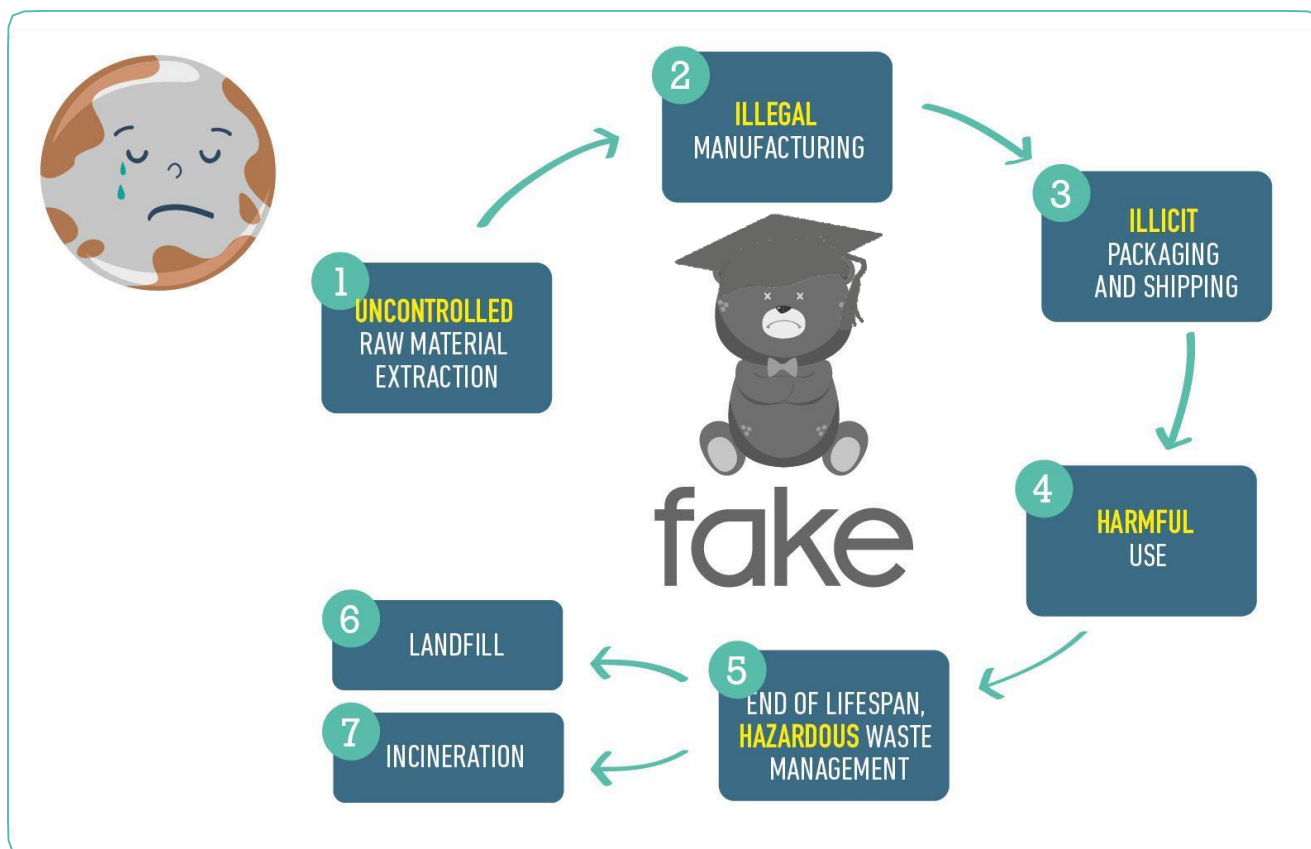 1
UNCONTROLLED
RAW MATERIAL
EXTRACTION
2
ILLEGAL
MANUFACTURING
3
ILLICIT
PACKAGING
AND SHIPPING
4
HARMFUL
USE
5
END OF LIFESPAN,
HAZARDOUS WASTE
MANAGEMENT
6
LANDFILL
7
INCINERATION
fake